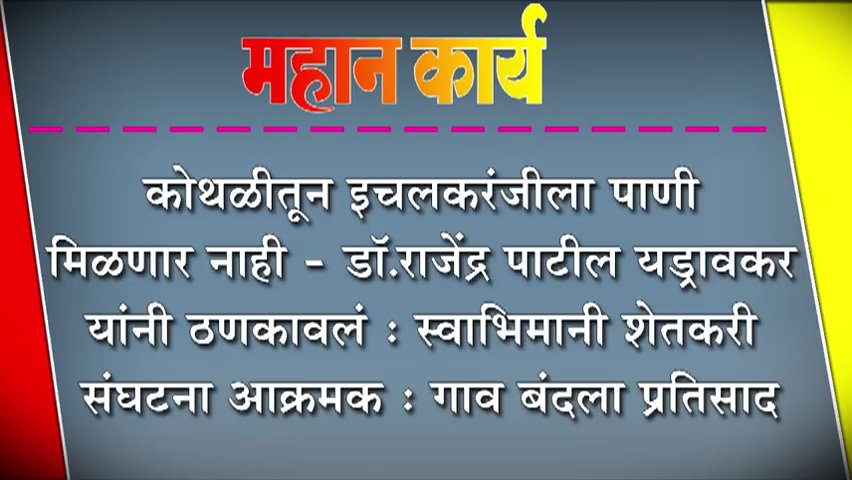 महान कार्य
कोथळीतून इचलकरंजीला पाणी
मिळणार नाही - डॉ.राजेंद्र पाटील यड्रावकर
यांनी ठणकावलं : स्वाभिमानी शेतकरी
संघटना आक्रमक : गाव बंदला प्रतिसाद